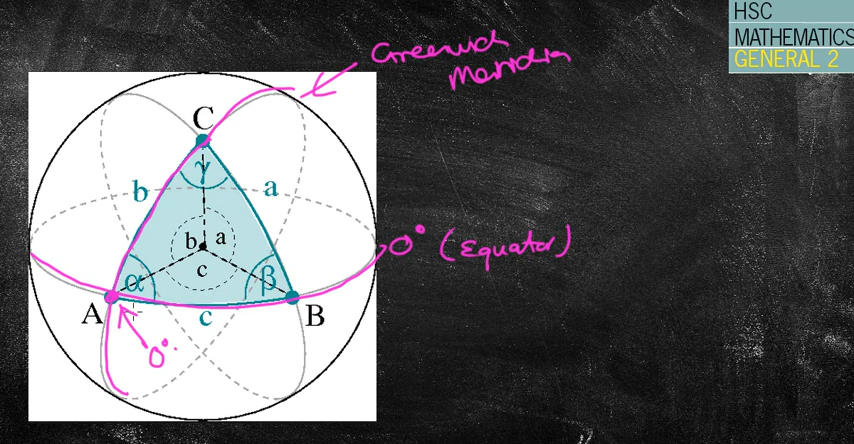 HSC
MATHEMATICS
GENERAL 2
Greenwich
Meridian
C
γ
b
a
b a
c
0° (Equator)
α
β
A
c
B
0°